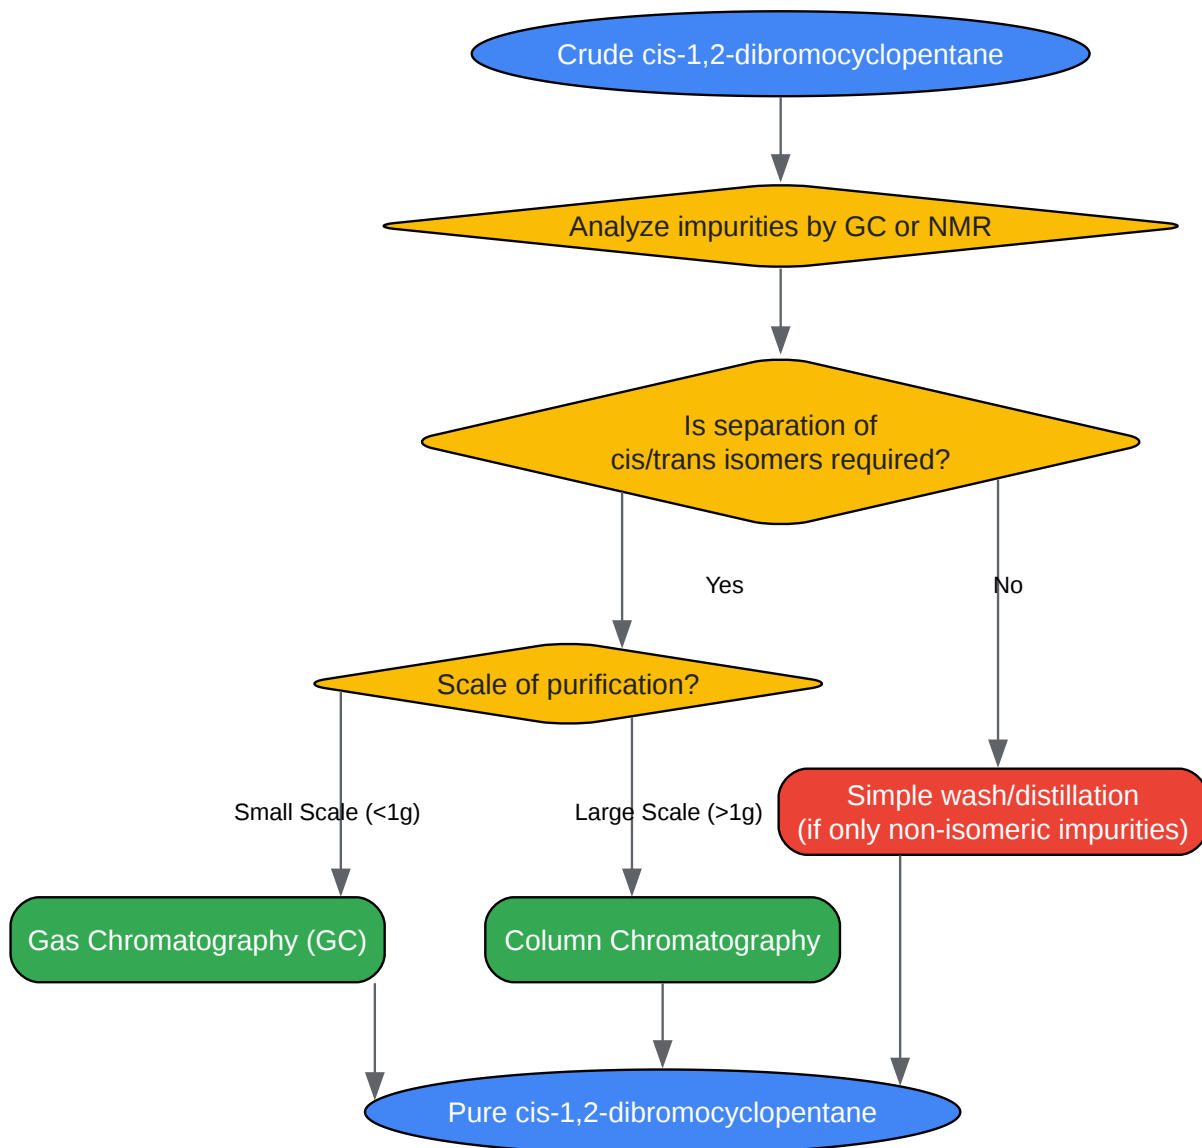 Crude cis-1,2-dibromocyclopentane
Analyze impurities by GC or NMR
Is separation of
cis/trans isomers required?
Yes
No
Scale of purification?
Small Scale (<1g)
Large Scale (>1g)
Simple wash/distillation
(if only non-isomeric impurities)
Gas Chromatography (GC)
Column Chromatography
Pure cis-1,2-dibromocyclopentane